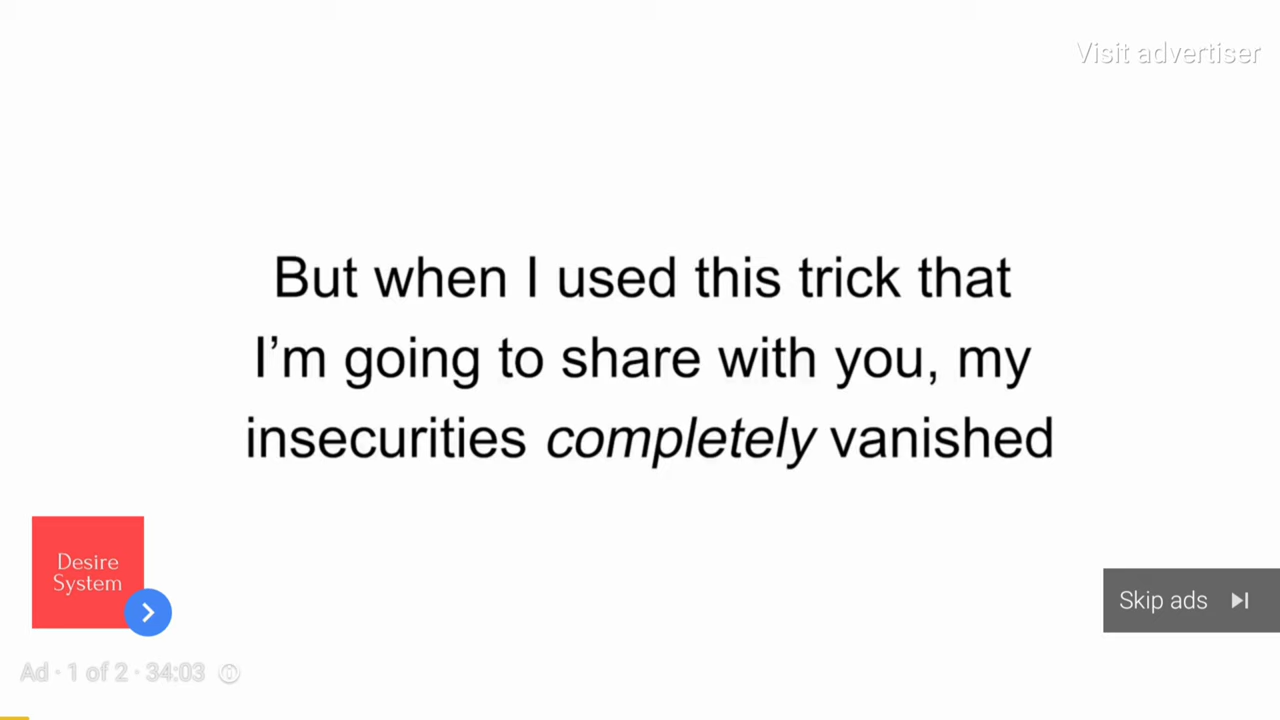 Visit advertiser
But when I used this trick that
I’m going to share with you, my
insecurities completely vanished
Desire
System
Skip ads
Ad · 1 of 2 · 34:03